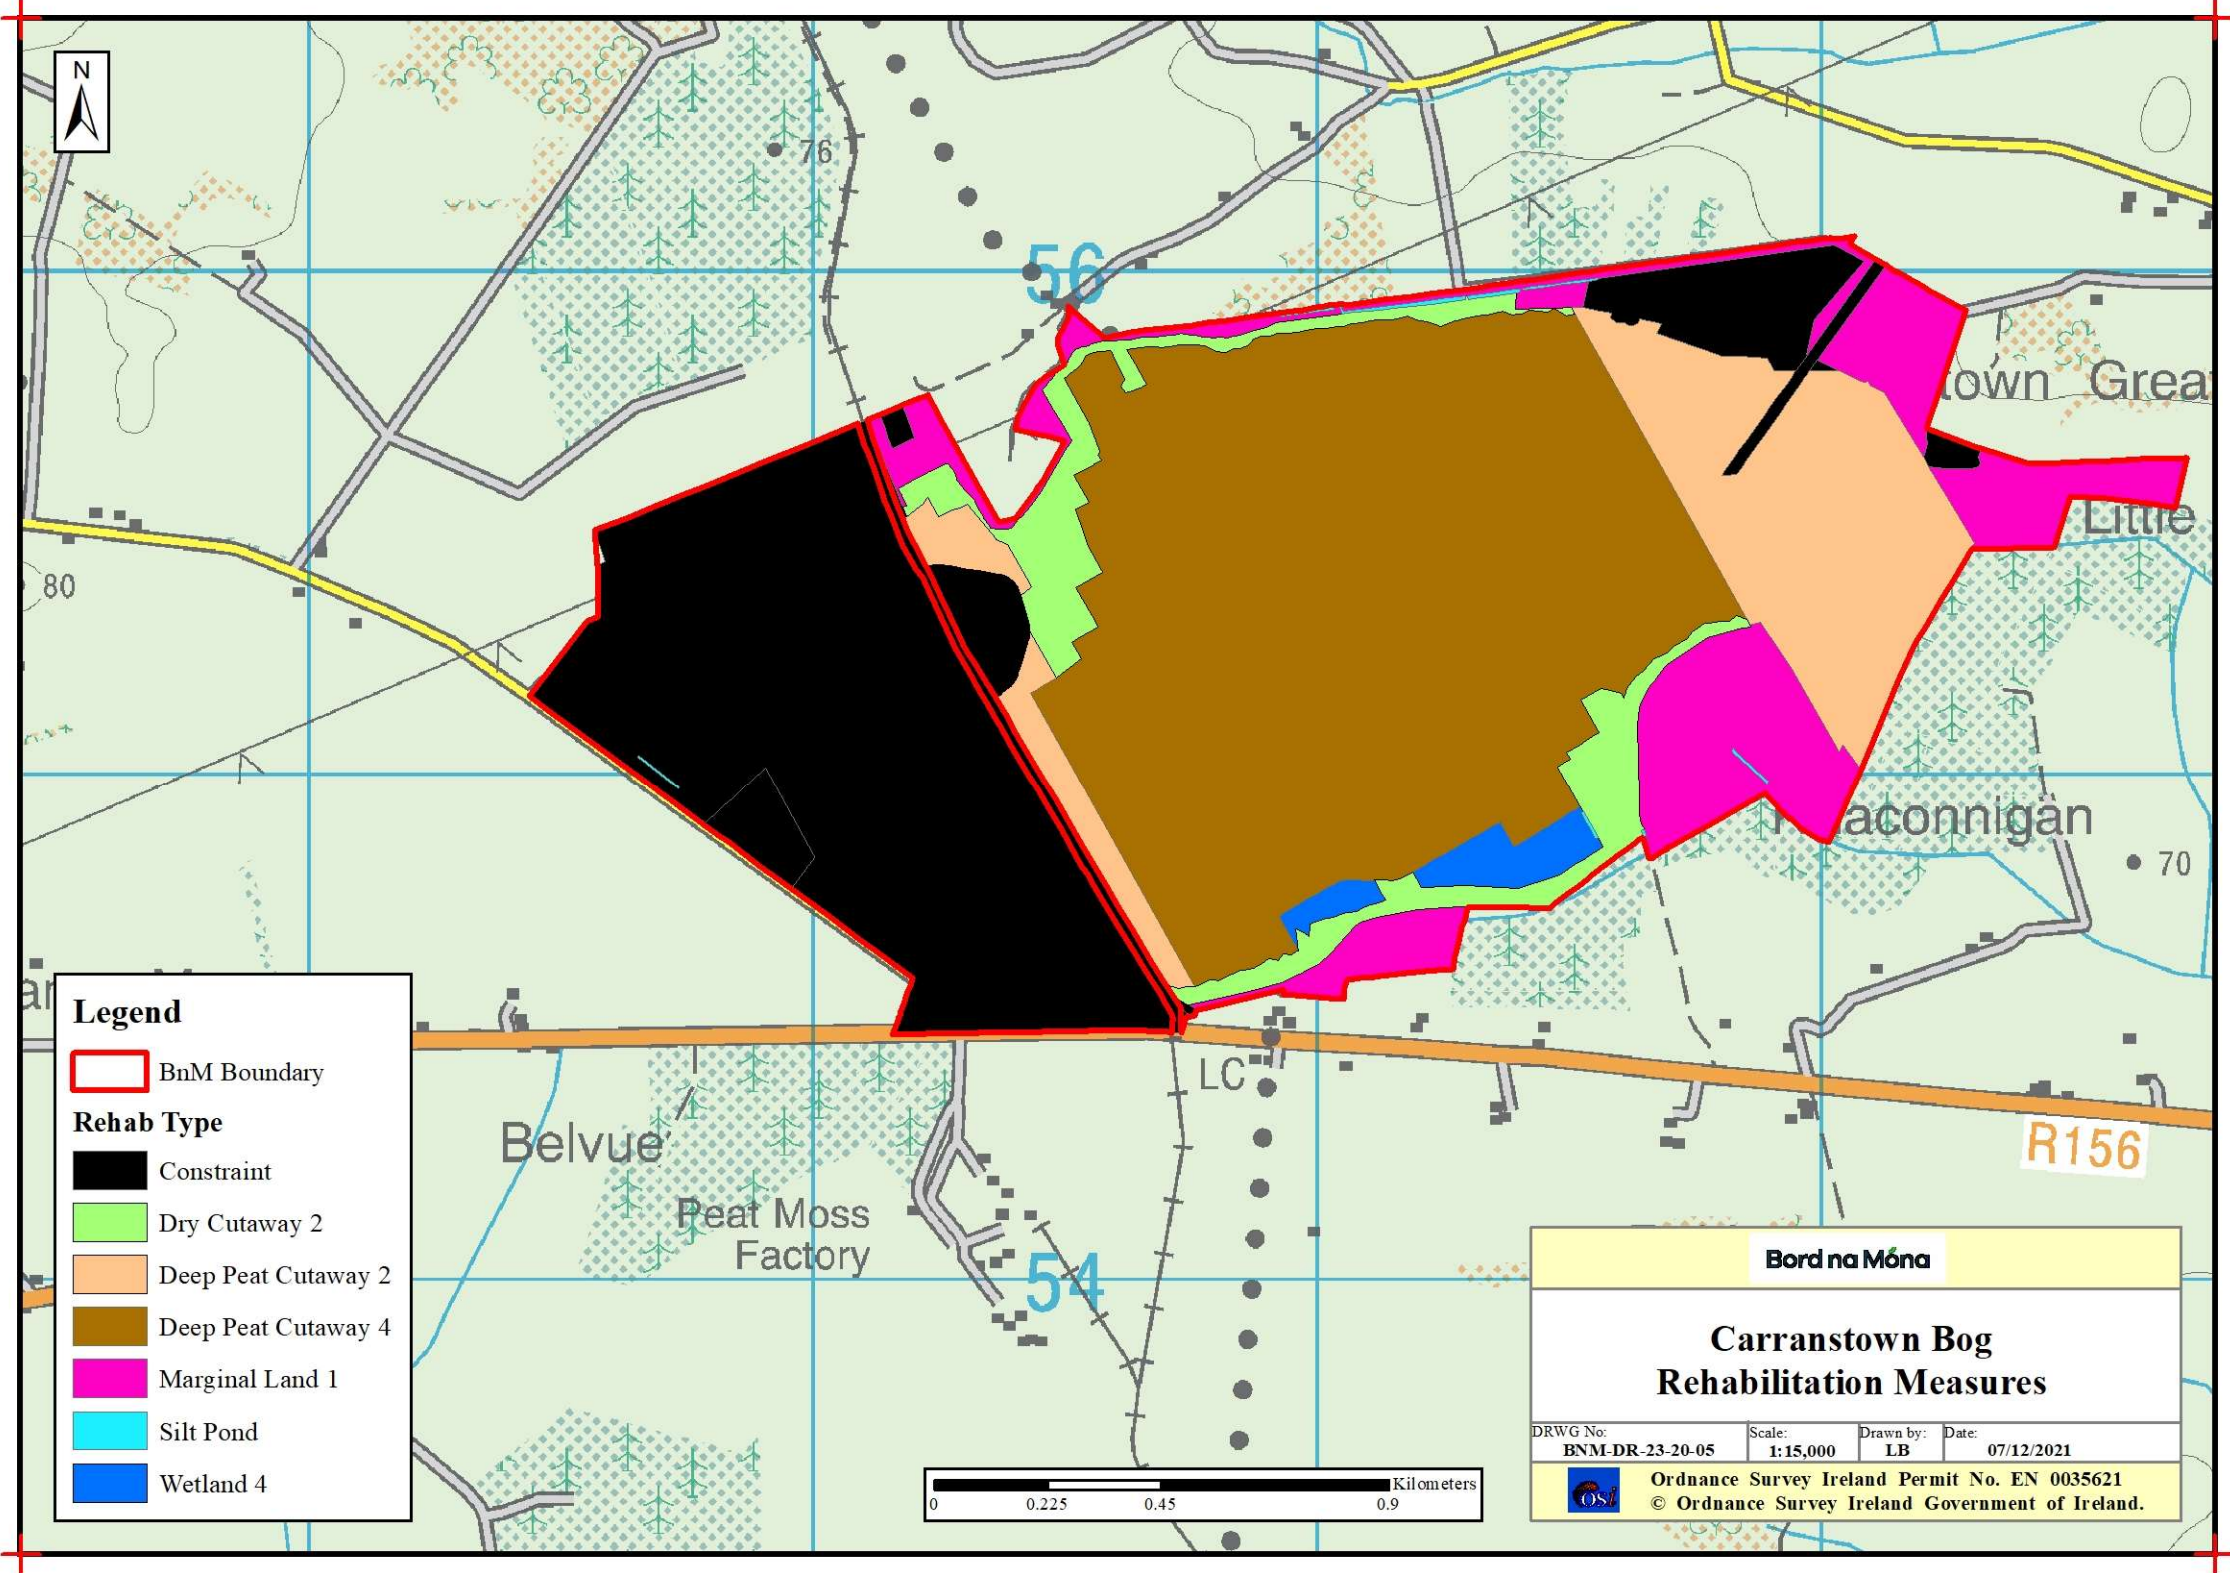 N
76
56
town Grea
Little
80
aconnigan
70
Legend
BnM Boundary
Rehab Type
Constraint
Dry Cutaway 2
Deep Peat Cutaway 2
Deep Peat Cutaway 4
Marginal Land 1
Silt Pond
Wetland 4
LC
Belvue
R156
Peat Moss
Factory
54
Kilometers
0 0.225 0.45 0.9
Bord na Móna
Carranstown Bog
Rehabilitation Measures
DRWG No: Scale: Drawn by: Date:
BNM-DR-23-20-05 1:15,000 LB 07/12/2021
osi
Ordnance Survey Ireland Permit No. EN 0035621
© Ordnance Survey Ireland Government of Ireland.